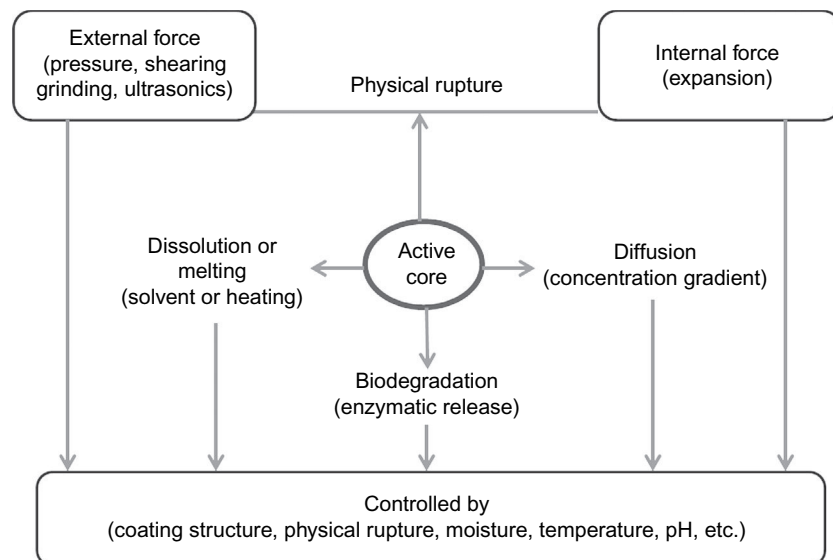 External force
(pressure, shearing
grinding, ultrasonics)
Physical rupture
Internal force
(expansion)
Dissolution or
melting
(solvent or heating)
Active
core
Diffusion
(concentration gradient)
Biodegradation
(enzymatic release)
Controlled by
(coating structure, physical rupture, moisture, temperature, pH, etc.)